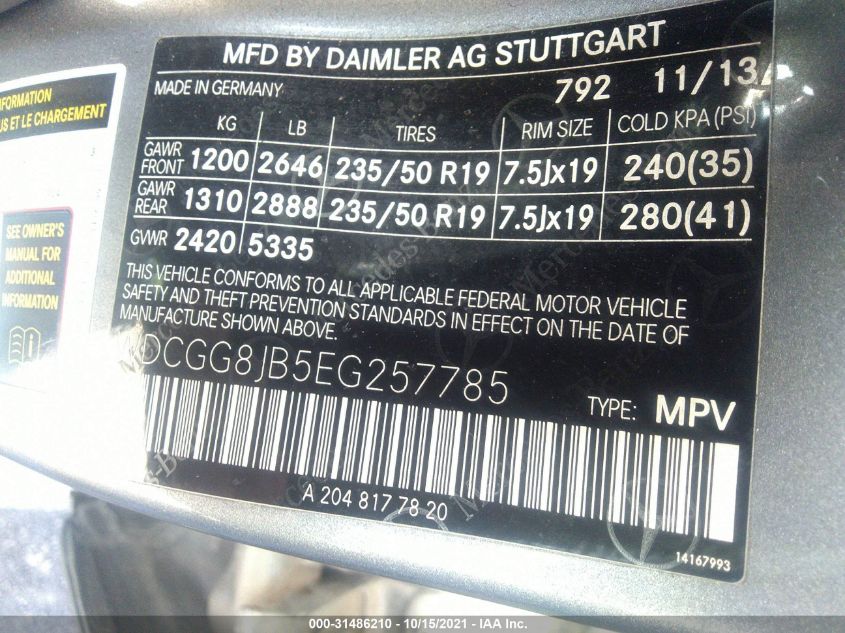 MFD BY DAIMLER AG STUTTGART
MADE IN GERMANY 792 11/13
KG LB TIRES RIM SIZE COLD KPA (PSI)
GAWR FRONT 1200 2646 235/50 R19 7.5Jx19 240(35)
GAWR REAR 1310 2888 235/50 R19 7.5Jx19 280(41)
GVWR 2420 5335
THIS VEHICLE CONFORMS TO ALL APPLICABLE FEDERAL MOTOR VEHICLE
SAFETY AND THEFT PREVENTION STANDARDS IN EFFECT ON THE DATE OF
MANUFACTURE SHOWN ABOVE.
DCGG8JB5EG257785
TYPE: MPV
A 204 817 78 20
14167993
LE CHARGEMENT
SEE OWNER'S
MANUAL FOR
ADDITIONAL
INFORMATION
000-31486210 - 10/15/2021 - IAA Inc.